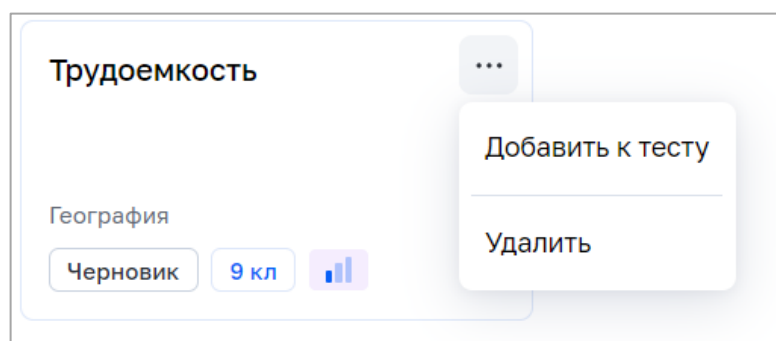 Трудоемкость
Добавить к тесту
Удалить
География
Черновик
9 кл